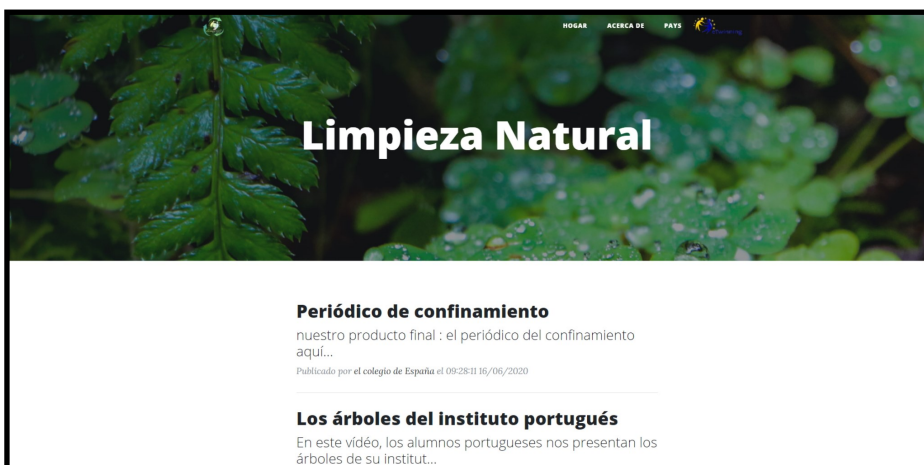 HOGAR ACERCA DE PAYS
Limpieza Natural
Periódico de confinamiento
nuestro producto final : el periódico del confinamiento
aquí...
Publicado por el colegio de España el 09:28:11 16/06/2020
Los árboles del instituto portugués
En este vídéo, los alumnos portugueses nos presentan los
árboles de su institut...